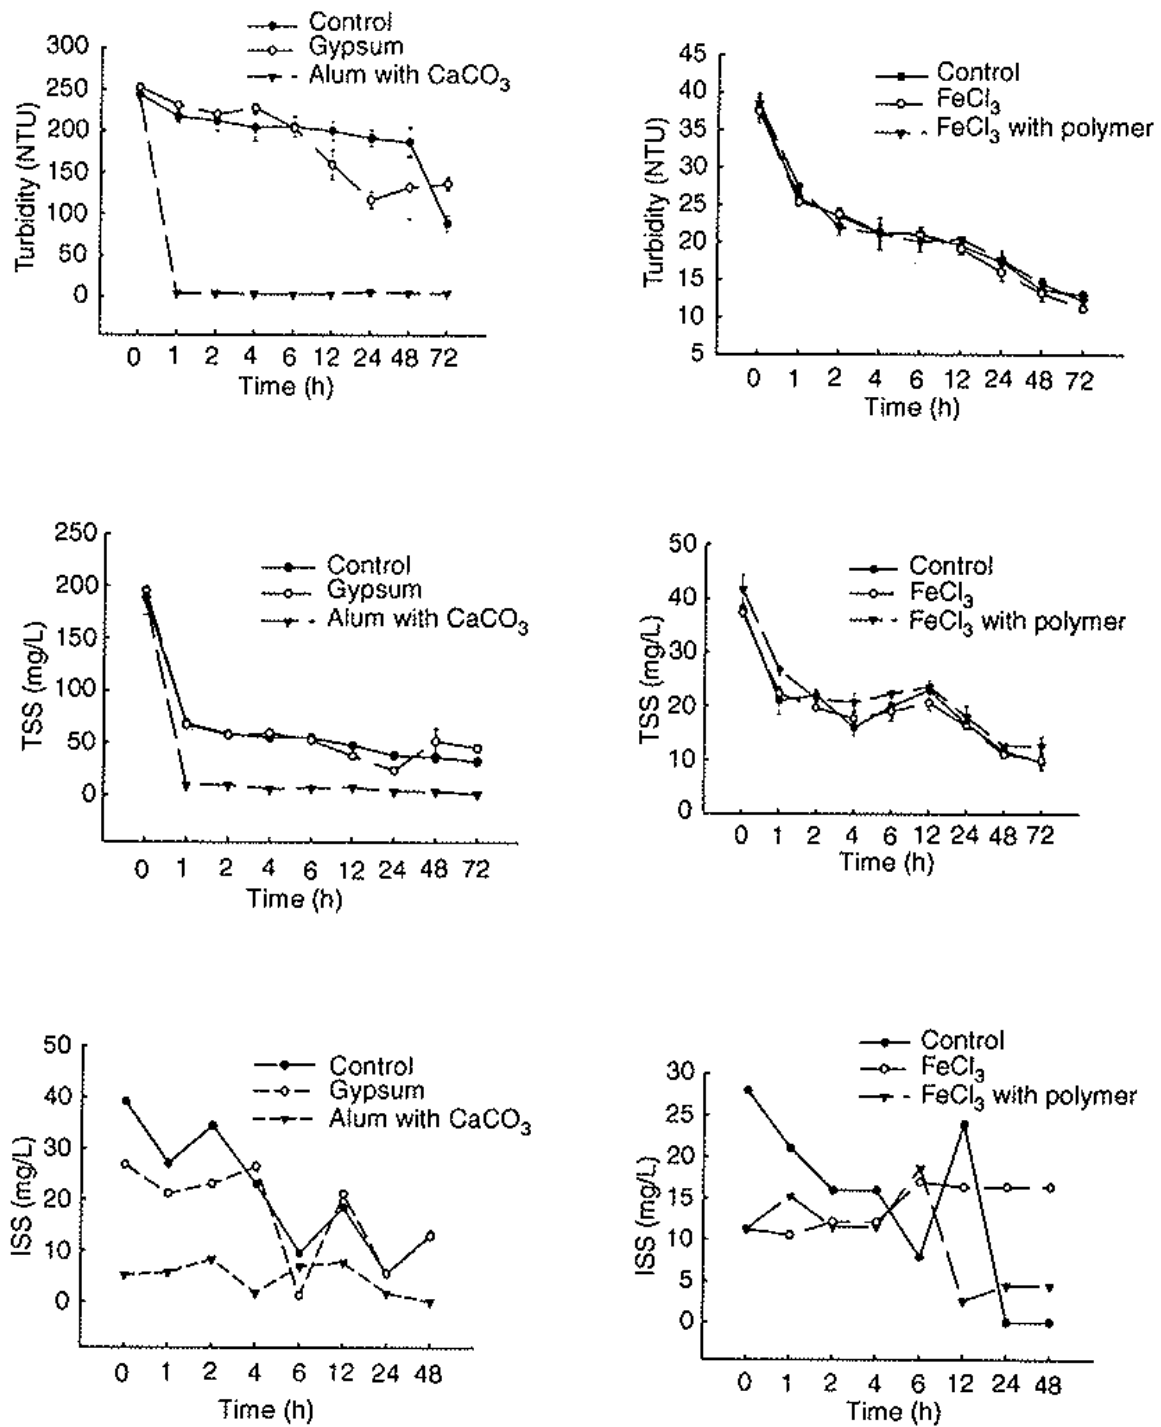 Control
Gypsum
Alum with CaCO3
300
250
200
150
100
50
0
Turbidity (NTU)
0 1 2 4 6 12 24 48 72
Time (h)
Control
FeCl3
FeCl3 with polymer
45
40
35
30
25
20
15
10
5
Turbidity (NTU)
0 1 2 4 6 12 24 48 72
Time (h)
Control
Gypsum
Alum with CaCO3
250
200
150
100
50
0
TSS (mg/L)
0 1 2 4 6 12 24 48 72
Time (h)
Control
FeCl3
FeCl3 with polymer
50
40
30
20
10
0
TSS (mg/L)
0 1 2 4 6 12 24 48 72
Time (h)
Control
Gypsum
Alum with CaCO3
50
40
30
20
10
0
ISS (mg/L)
0 1 2 4 6 12 24 48
Time (h)
Control
FeCl3
FeCl3 with polymer
30
25
20
15
10
5
0
ISS (mg/L)
0 1 2 4 6 12 24 48
Time (h)